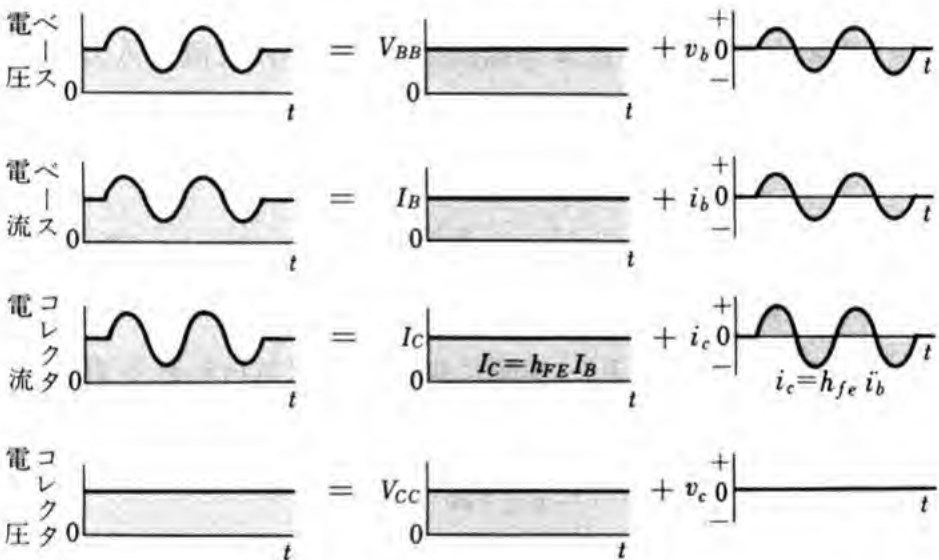 ベース電圧 0 t = V_BB 0 t + v_b + 0 − t
ベース電流 0 t = I_B 0 t + i_b + 0 − t
コレクタ電流 0 t = I_C 0 I_C = h_FE I_B t + i_c + 0 − t
i_c = h_fe i_b
コレクタ電圧 0 t = V_CC 0 t + v_c + 0 − t